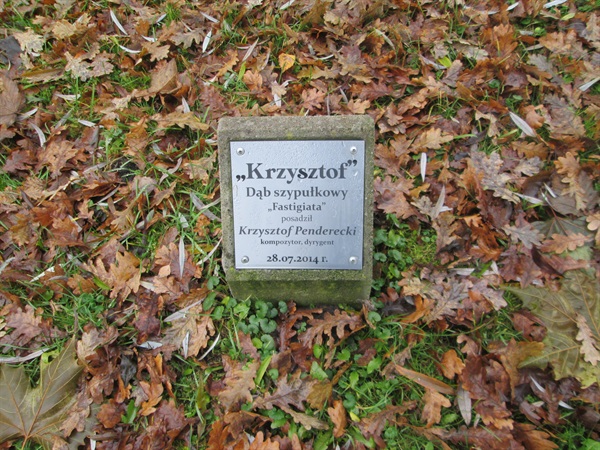 „Krzysztof”
Dąb szypułkowy
„Fastigiata”
posadził
Krzysztof Penderecki
kompozytor, dyrygent
28.07.2014 r.